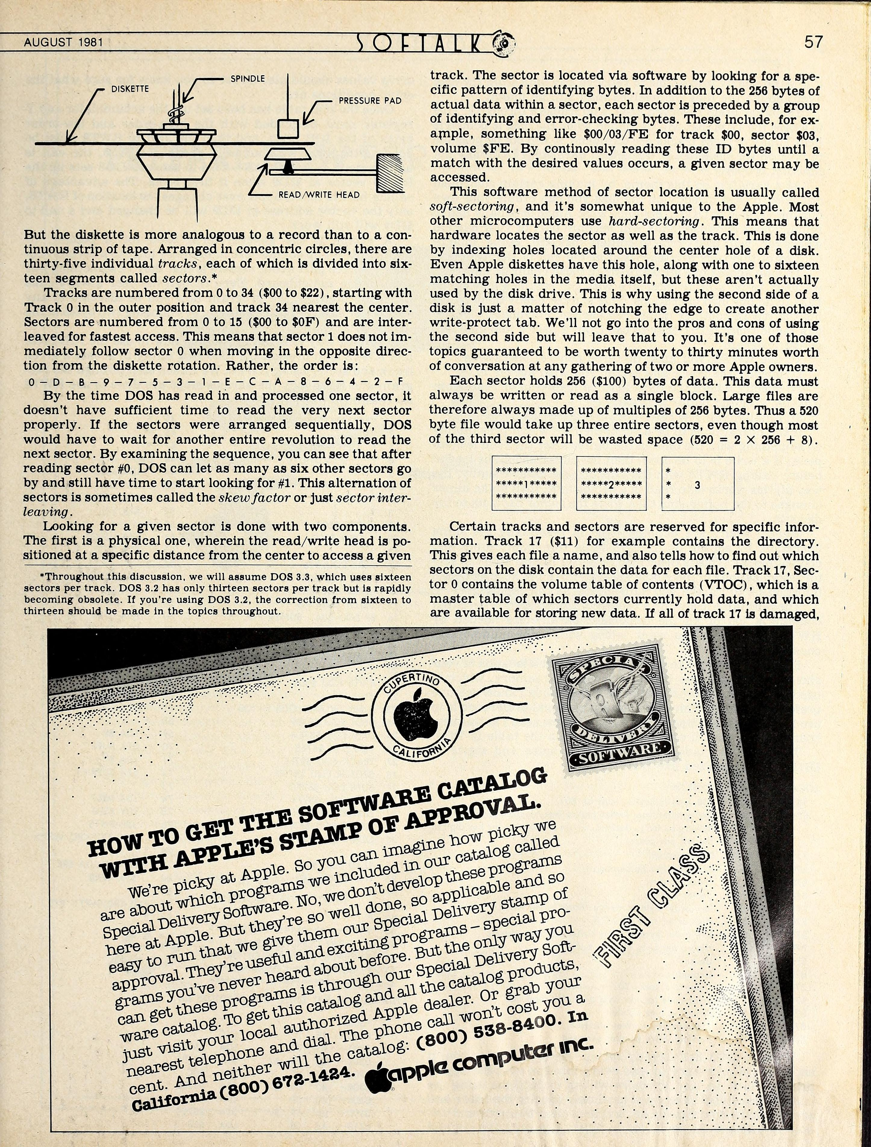 AUGUST 1981
SOFTALK
57
DISKETTE
SPINDLE
PRESSURE PAD
READ/WRITE HEAD
But the diskette is more analogous to a record than to a con-
tinuous strip of tape. Arranged in concentric circles, there are
thirty-five individual tracks, each of which is divided into six-
teen segments called sectors.*
Tracks are numbered from 0 to 34 ($00 to $22), starting with
Track 0 in the outer position and track 34 nearest the center.
Sectors are numbered from 0 to 15 ($00 to $0F) and are inter-
leaved for fastest access. This means that sector 1 does not im-
mediately follow sector 0 when moving in the opposite direc-
tion from the diskette rotation. Rather, the order is:
0 - D - B - 9 - 7 - 5 - 3 - 1 - E - C - A - 8 - 6 - 4 - 2 - F
By the time DOS has read in and processed one sector, it
doesn't have sufficient time to read the very next sector
properly. If the sectors were arranged sequentially, DOS
would have to wait for another entire revolution to read the
next sector. By examining the sequence, you can see that after
reading sector #0, DOS can let as many as six other sectors go
by and still have time to start looking for #1. This alternation of
sectors is sometimes called the skew factor or just sector inter-
leaving.
Looking for a given sector is done with two components.
The first is a physical one, wherein the read/write head is po-
sitioned at a specific distance from the center to access a given
*Throughout this discussion, we will assume DOS 3.3, which uses sixteen
sectors per track. DOS 3.2 has only thirteen sectors per track but is rapidly
becoming obsolete. If you're using DOS 3.2, the correction from sixteen to
thirteen should be made in the topics throughout.
track. The sector is located via software by looking for a spe-
cific pattern of identifying bytes. In addition to the 256 bytes of
actual data within a sector, each sector is preceded by a group
of identifying and error-checking bytes. These include, for ex-
ample, something like $00/03/FE for track $00, sector $03,
volume $FE. By continously reading these ID bytes until a
match with the desired values occurs, a given sector may be
accessed.
This software method of sector location is usually called
soft-sectoring, and it's somewhat unique to the Apple. Most
other microcomputers use hard-sectoring. This means that
hardware locates the sector as well as the track. This is done
by indexing holes located around the center hole of a disk.
Even Apple diskettes have this hole, along with one to sixteen
matching holes in the media itself, but these aren't actually
used by the disk drive. This is why using the second side of a
disk is just a matter of notching the edge to create another
write-protect tab. We'll not go into the pros and cons of using
the second side but will leave that to you. It's one of those
topics guaranteed to be worth twenty to thirty minutes worth
of conversation at any gathering of two or more Apple owners.
Each sector holds 256 ($100) bytes of data. This data must
always be written or read as a single block. Large files are
therefore always made up of multiples of 256 bytes. Thus a 520
byte file would take up three entire sectors, even though most
of the third sector will be wasted space (520 = 2 × 256 + 8).
*********** *********** *
*****1***** *****2***** * 3
*********** *********** *
Certain tracks and sectors are reserved for specific infor-
mation. Track 17 ($11) for example contains the directory.
This gives each file a name, and also tells how to find out which
sectors on the disk contain the data for each file. Track 17, Sec-
tor 0 contains the volume table of contents (VTOC), which is a
master table of which sectors currently hold data, and which
are available for storing new data. If all of track 17 is damaged,
CUPERTINO
CALIFORNIA
SPECIAL
DELIVERY
SOFTWARE
HOW TO GET THE SOFTWARE CATALOG
WITH APPLE'S STAMP OF APPROVAL.
We're picky at Apple. So you can imagine how picky we
are about which programs we included in our catalog called
Special Delivery Software. No, we don't develop these programs
here at Apple. But they're so well done, so applicable and so
easy to run that we give them our Special Delivery stamp of
approval. They're useful and exciting programs – special pro-
grams you've never heard about before. But the only way you
can get these programs is through our Special Delivery Soft-
ware catalog. To get this catalog and all the catalog products,
just visit your local authorized Apple dealer. Or grab your
nearest telephone and dial. The phone call won't cost you a
cent. And neither will the catalog: (800) 538-8400. In
California (800) 672-1424.
apple computer inc.
FIRST CLASS